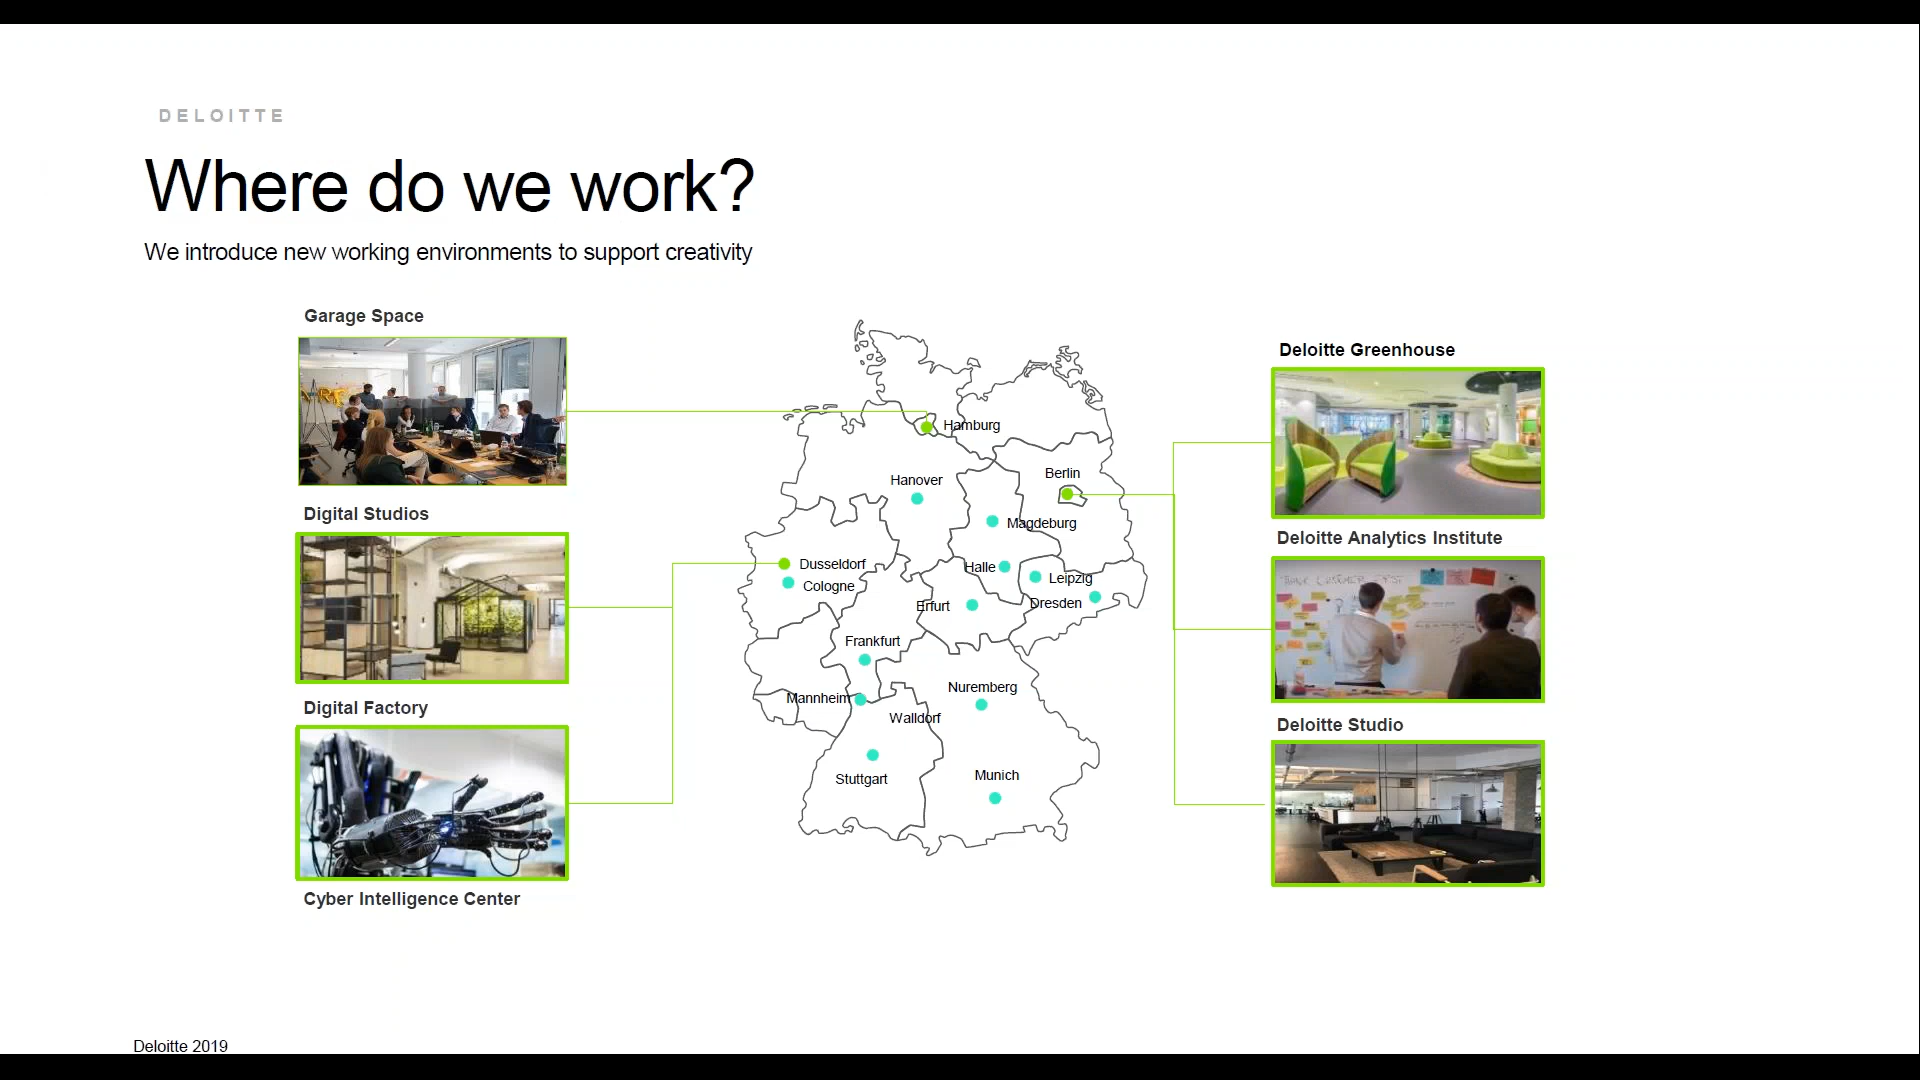 DELOITTE
Where do we work?
We introduce new working environments to support creativity
Garage Space
Digital Studios
Digital Factory
Cyber Intelligence Center
Hamburg
Hanover
Berlin
Magdeburg
Dusseldorf
Cologne
Halle
Leipzig
Erfurt
Dresden
Frankfurt
Mannheim
Nuremberg
Walldorf
Stuttgart
Munich
Deloitte Greenhouse
Deloitte Analytics Institute
Deloitte Studio
Deloitte 2019